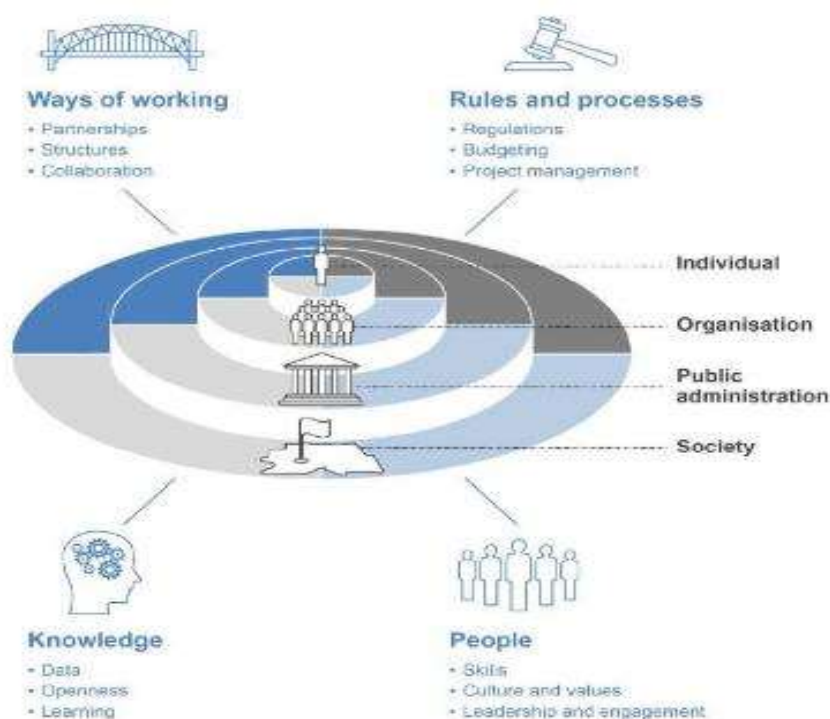 Ways of working
• Partnerships
• Structures
• Collaboration
Rules and processes
• Regulations
• Budgeting
• Project management
Individual
Organisation
Public
administration
Society
Knowledge
• Data
• Openness
• Learning
People
• Skills
• Culture and values
• Leadership and engagement